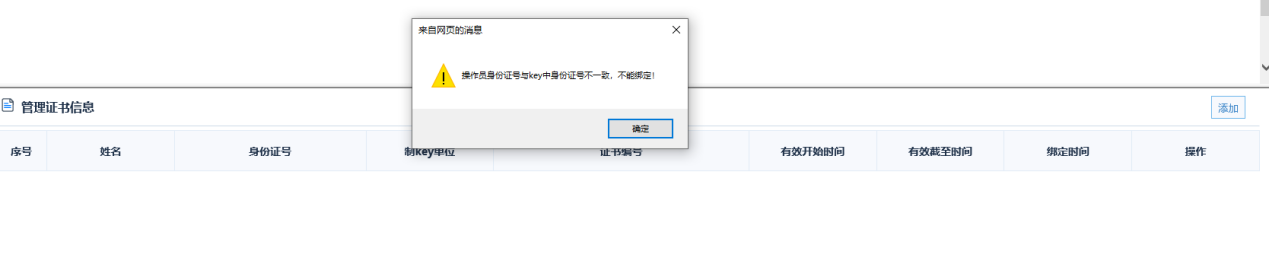 来自网页的消息
操作员身份证号与key中身份证号不一致，不能绑定!
确定
管理证书信息
添加
序号 姓名 身份证号 制key单位 证书编号 有效开始时间 有效截至时间 绑定时间 操作